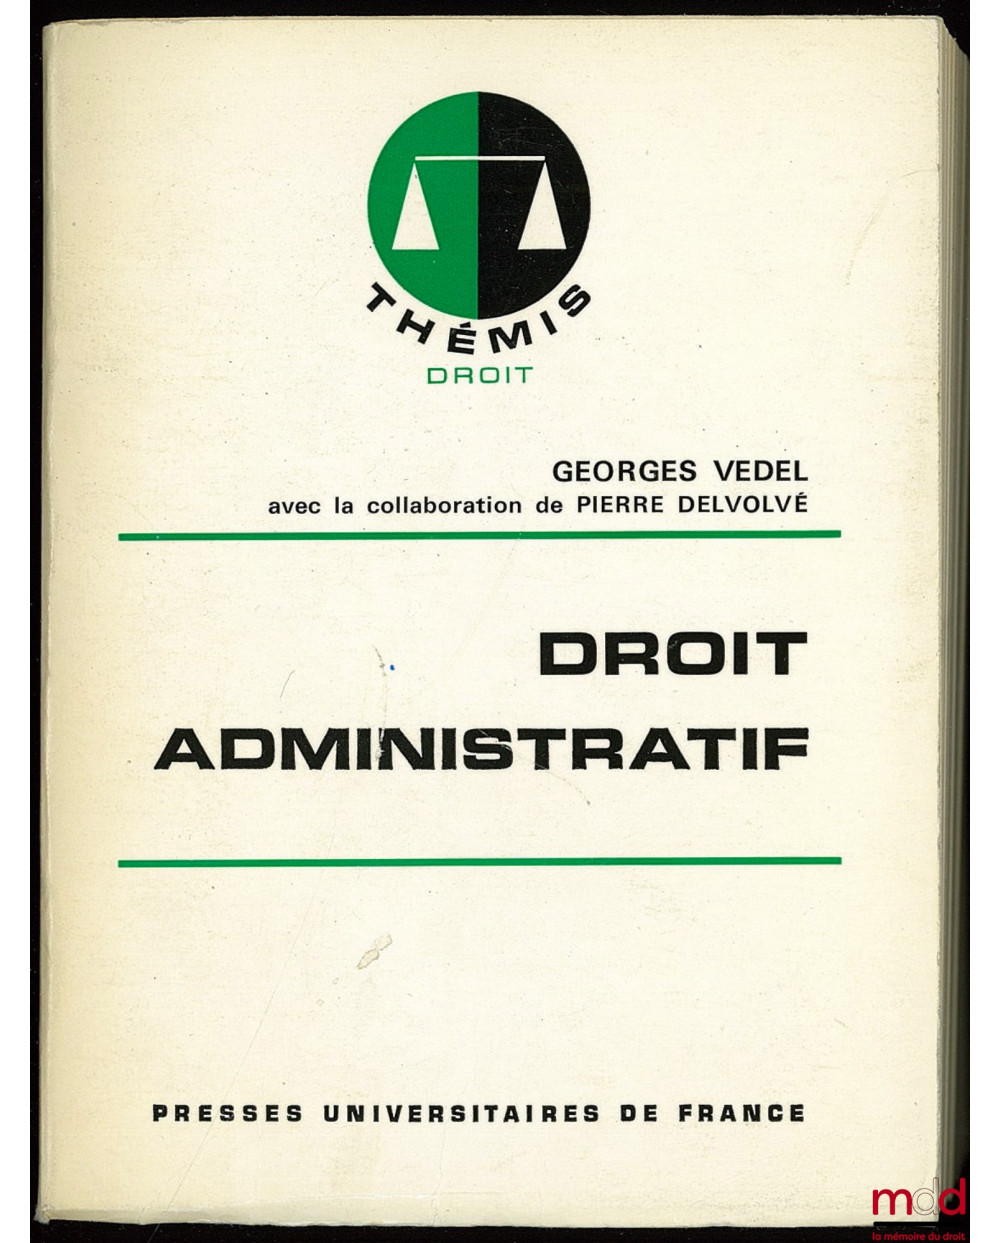 THÉMIS
DROIT
GEORGES VEDEL
avec la collaboration de PIERRE DELVOLVÉ
DROIT
ADMINISTRATIF
PRESSES UNIVERSITAIRES DE FRANCE
mdd
la mémoire du droit